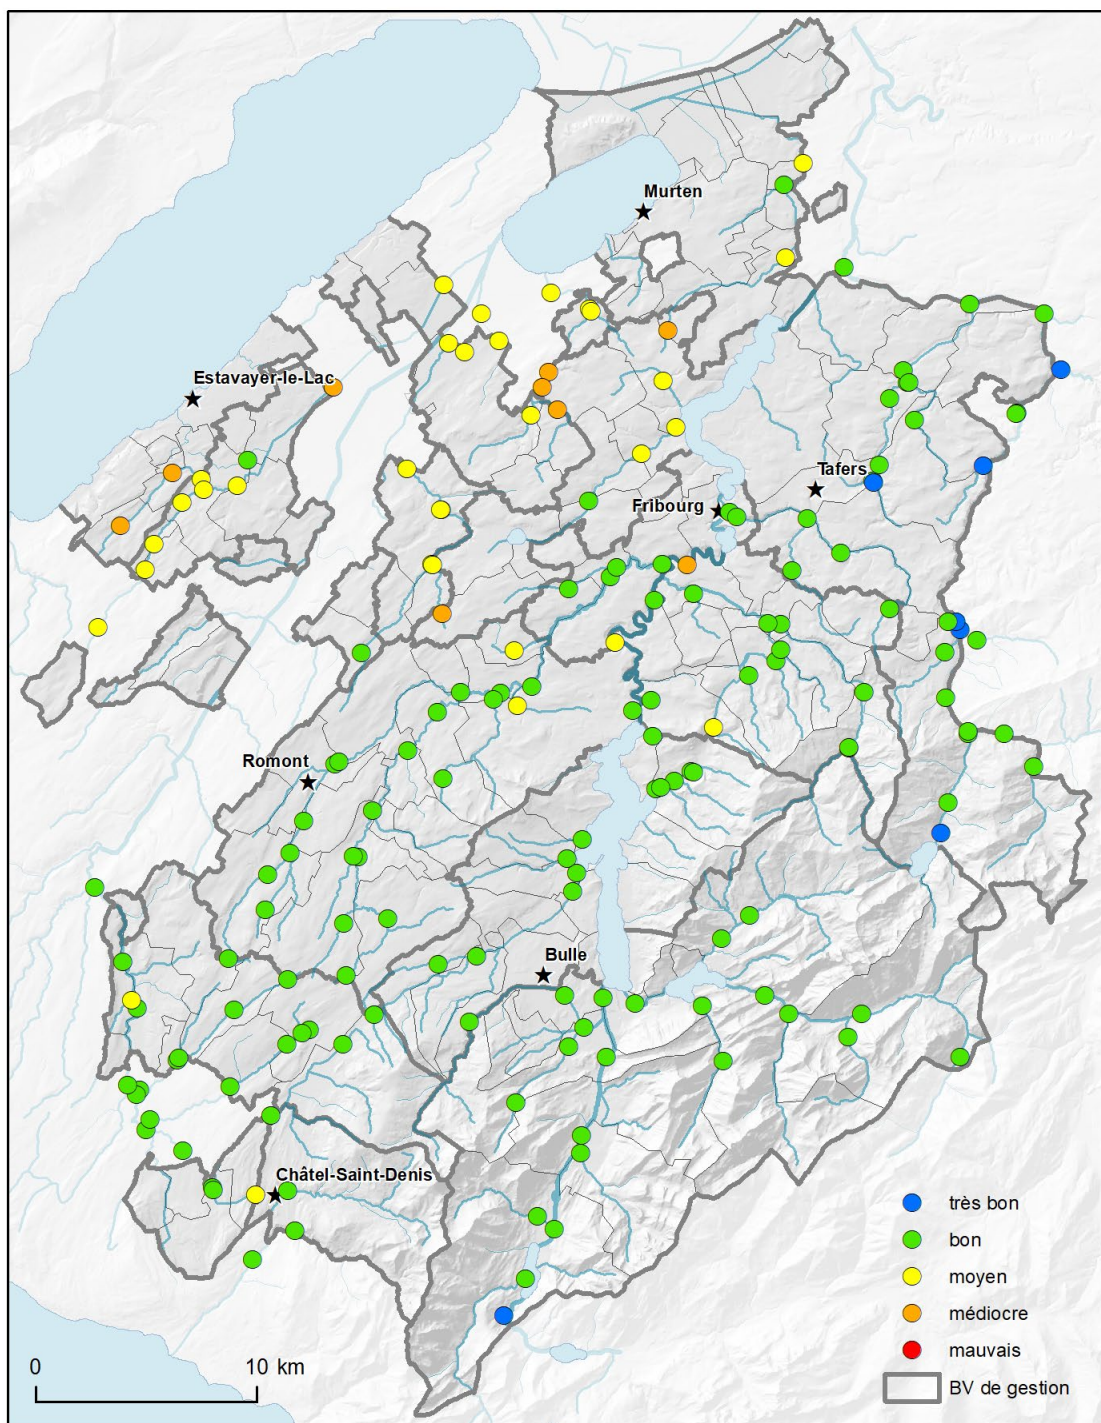 Murten
Estavayer-le-Lac
Tafers
Fribourg
Romont
Bulle
Châtel-Saint-Denis
très bon
bon
moyen
médiocre
mauvais
BV de gestion
0 10 km